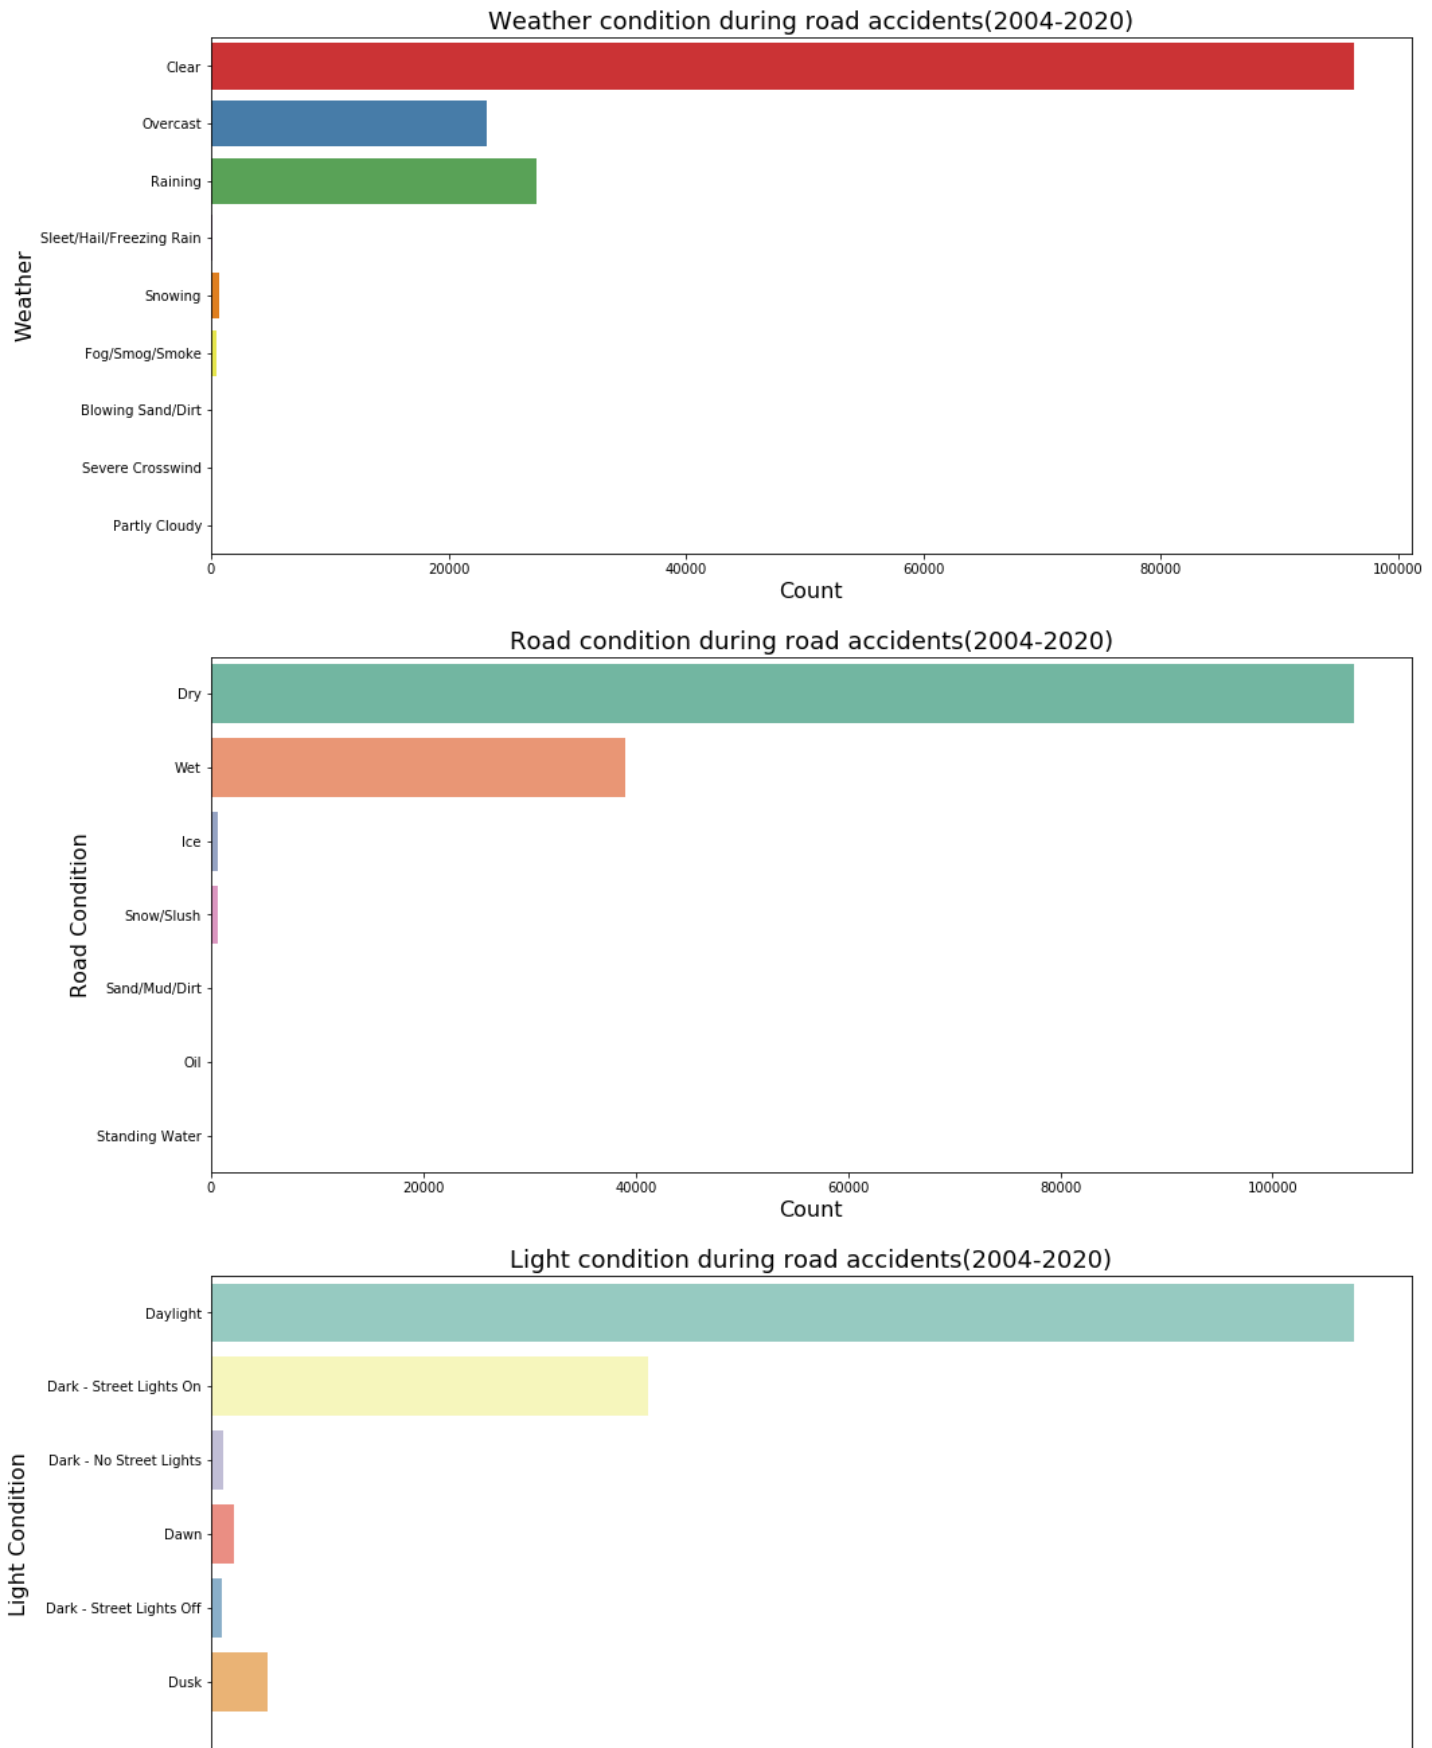 Weather condition during road accidents(2004-2020)
Clear
Overcast
Raining
Sleet/Hail/Freezing Rain
Snowing
Fog/Smog/Smoke
Blowing Sand/Dirt
Severe Crosswind
Partly Cloudy
Weather
0 20000 40000 60000 80000 100000
Count
Road condition during road accidents(2004-2020)
Dry
Wet
Ice
Snow/Slush
Sand/Mud/Dirt
Oil
Standing Water
Road Condition
0 20000 40000 60000 80000 100000
Count
Light condition during road accidents(2004-2020)
Daylight
Dark - Street Lights On
Dark - No Street Lights
Dawn
Dark - Street Lights Off
Dusk
Light Condition